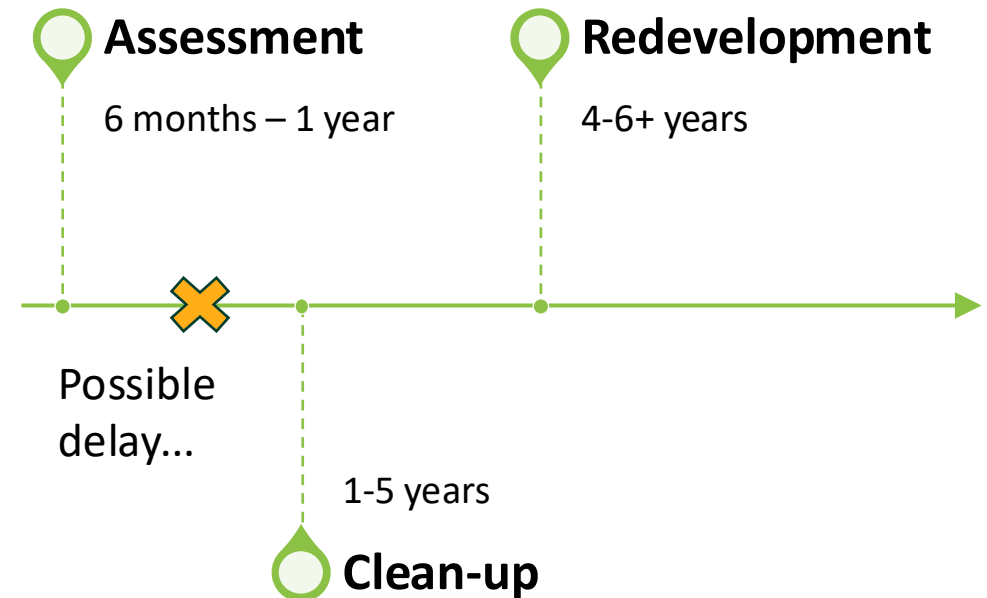 Assessment
6 months – 1 year
Redevelopment
4-6+ years
Possible
delay...
1-5 years
Clean-up